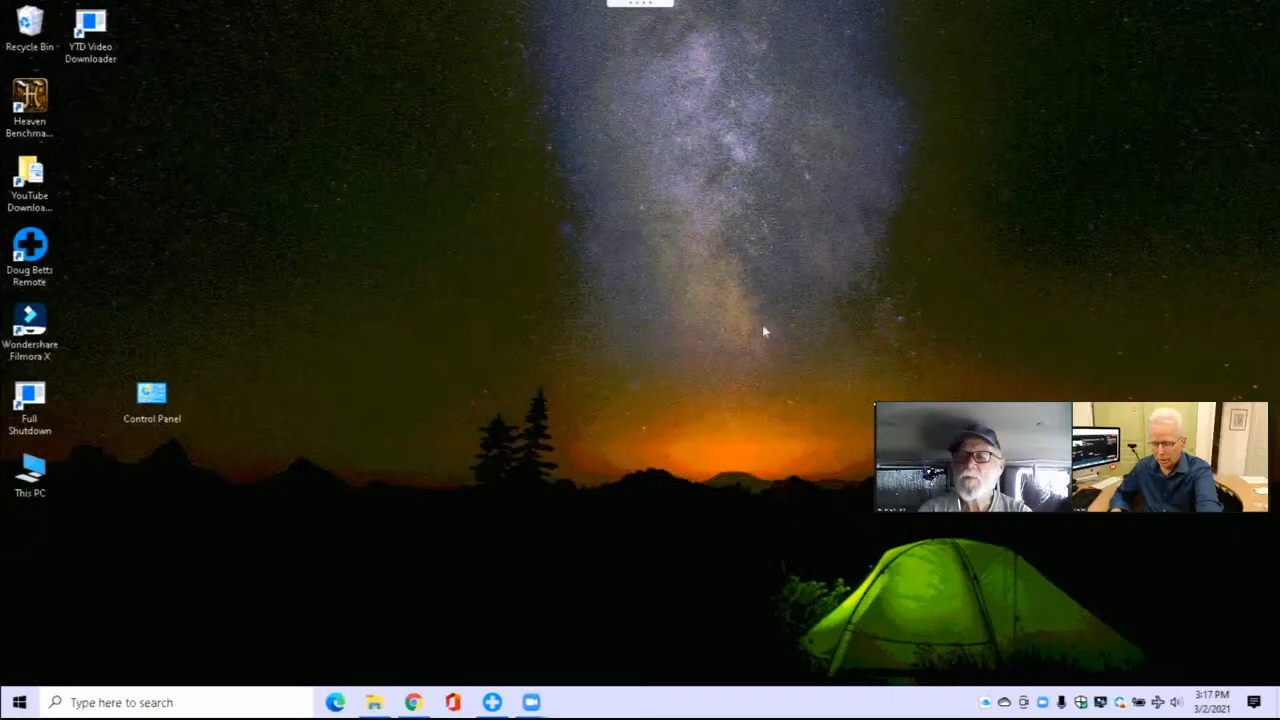 Recycle Bin
YTD Video
Downloader
Heaven
Benchma...
YouTube
Downloa...
Doug Betts
Remote
Wondershare
Filmora X
Full
Shutdown
Control Panel
This PC
Type here to search
3:17 PM
3/2/2021